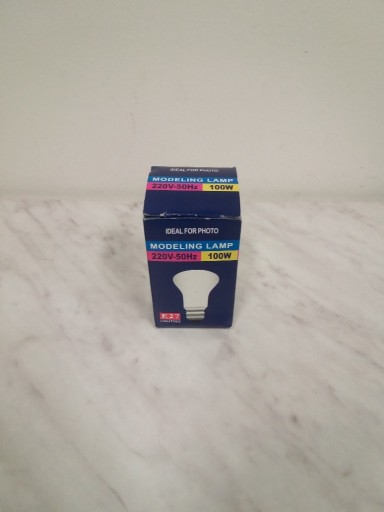 IDEAL FOR PHOTO
MODELING LAMP
220V-50Hz 100W
IDEAL FOR PHOTO
MODELING LAMP
220V-50Hz 100W
E27